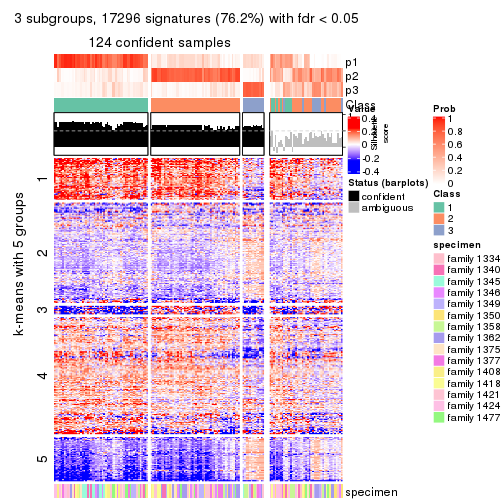 3 subgroups, 17296 signatures (76.2%) with fdr < 0.05
124 confident samples
p1
p2
p3
Class
Silhouette
score
k-means with 5 groups
1
2
3
4
5
specimen
Value
0.4
0.2
0
-0.2
-0.4
Status (barplots)
confident
ambiguous
Prob
1
0.8
0.6
0.4
0.2
0
Class
1
2
3
specimen
family 1334
family 1340
family 1345
family 1346
family 1349
family 1350
family 1358
family 1362
family 1375
family 1377
family 1408
family 1418
family 1421
family 1424
family 1477